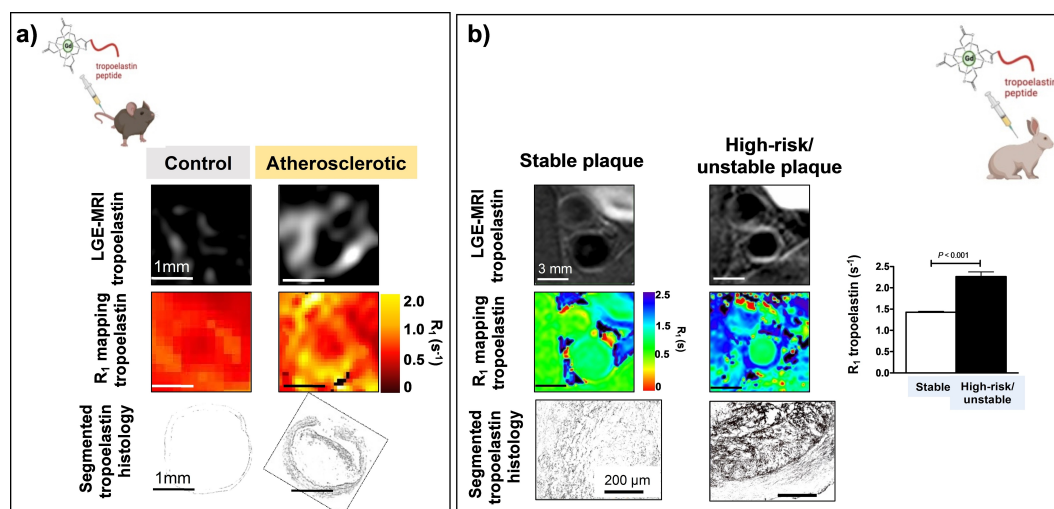 a)
Gd
tropoelastin
peptide
Control
Atherosclerotic
LGE-MRI
tropoelastin
1mm
R₁ mapping
tropoelastin
2.0
1.0
0
R₁(s⁻¹)
Segmented
tropoelastin
histology
1mm
b)
Gd
tropoelastin
peptide
Stable plaque
High-risk/
unstable plaque
LGE-MRI
tropoelastin
3 mm
R₁ mapping
tropoelastin
2.5
1.5
0.5
0
R₁(s)
Segmented
tropoelastin
histology
200 µm
P < 0.001
R₁ tropoelastin (s⁻¹)
2.5
2.0
1.5
1.0
0.5
0.0
Stable
High-risk/
unstable